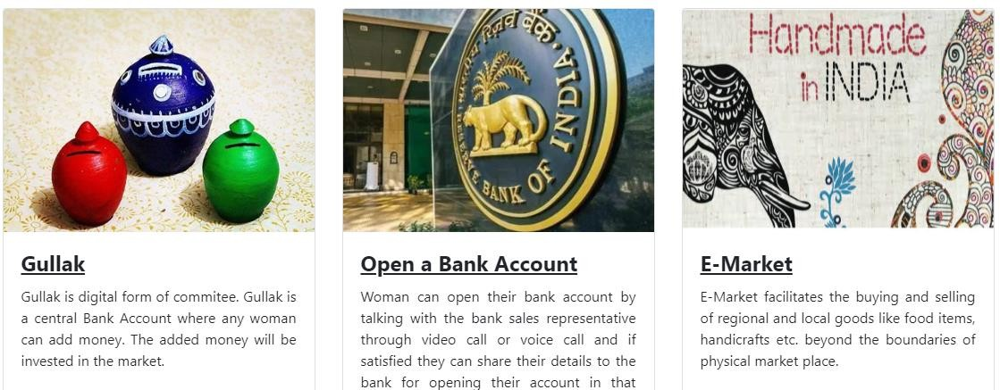 रिज़र्व बैंक
RESERVE BANK OF INDIA
Handmade
in INDIA
Gullak
Gullak is digital form of commitee. Gullak is
a central Bank Account where any woman
can add money. The added money will be
invested in the market.
Open a Bank Account
Woman can open their bank account by
talking with the bank sales representative
through video call or voice call and if
satisfied they can share their details to the
bank for opening their account in that
E-Market
E-Market facilitates the buying and selling
of regional and local goods like food items,
handicrafts etc. beyond the boundaries of
physical market place.